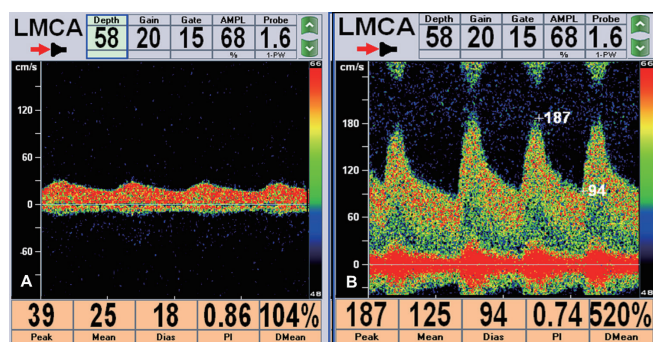 LMCA Depth Gain Gate AMPL Probe
58 20 15 68 1.6
% 1-PW
cm/s
66
120
60
0
-60
A
48
39 25 18 0.86 104%
Peak Mean Dias PI DMean
LMCA Depth Gain Gate AMPL Probe
58 20 15 68 1.6
% 1-PW
cm/s
66
180
+187
120
94
60
0
B
48
187 125 94 0.74 520%
Peak Mean Dias PI DMean